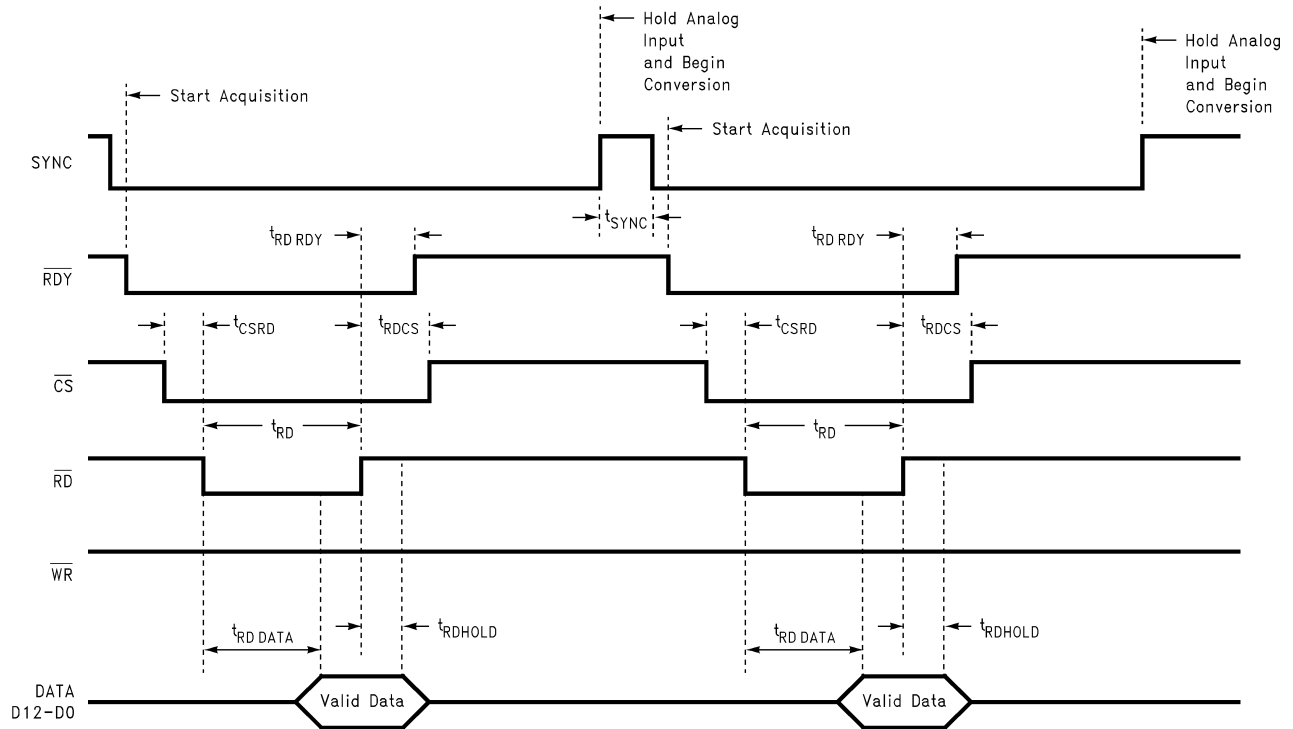 Hold Analog
Input
and Begin
Conversion
Hold Analog
Input
and Begin
Conversion
Start Acquisition
Start Acquisition
SYNC
tSYNC
tRD RDY
tRD RDY
RDY
tCSRD
tRDCS
tCSRD
tRDCS
CS
tRD
tRD
RD
WR
tRD DATA
tRDHOLD
tRD DATA
tRDHOLD
DATA
D12-D0
Valid Data
Valid Data